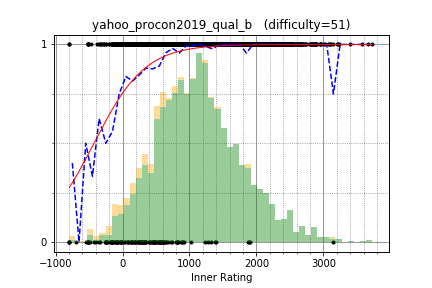 yahoo_procon2019_qual_b (difficulty=51)
1
0
-1000 0 1000 2000 3000
Inner Rating